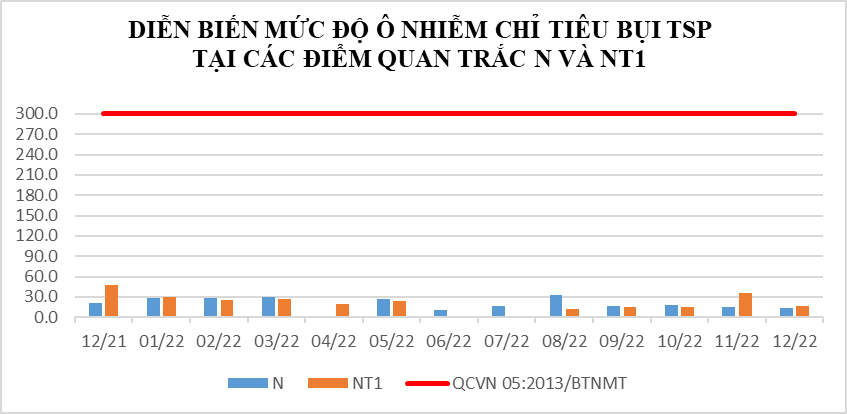 DIỄN BIẾN MỨC ĐỘ Ô NHIỄM CHỈ TIÊU BỤI TSP
TẠI CÁC ĐIỂM QUAN TRẮC N VÀ NT1
300.0
270.0
240.0
210.0
180.0
150.0
120.0
90.0
60.0
30.0
0.0
12/21 01/22 02/22 03/22 04/22 05/22 06/22 07/22 08/22 09/22 10/22 11/22 12/22
N NT1 QCVN 05:2013/BTNMT